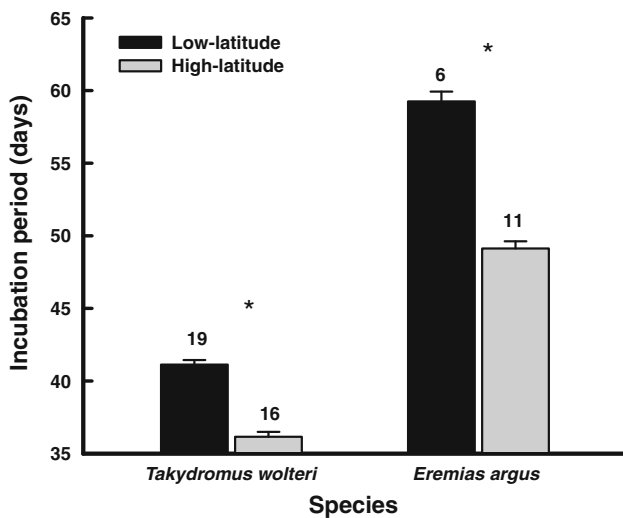 65
60
55
50
45
40
35
Incubation period (days)
Low-latitude
High-latitude
19
*
16
6
*
11
Takydromus wolteri
Eremias argus
Species